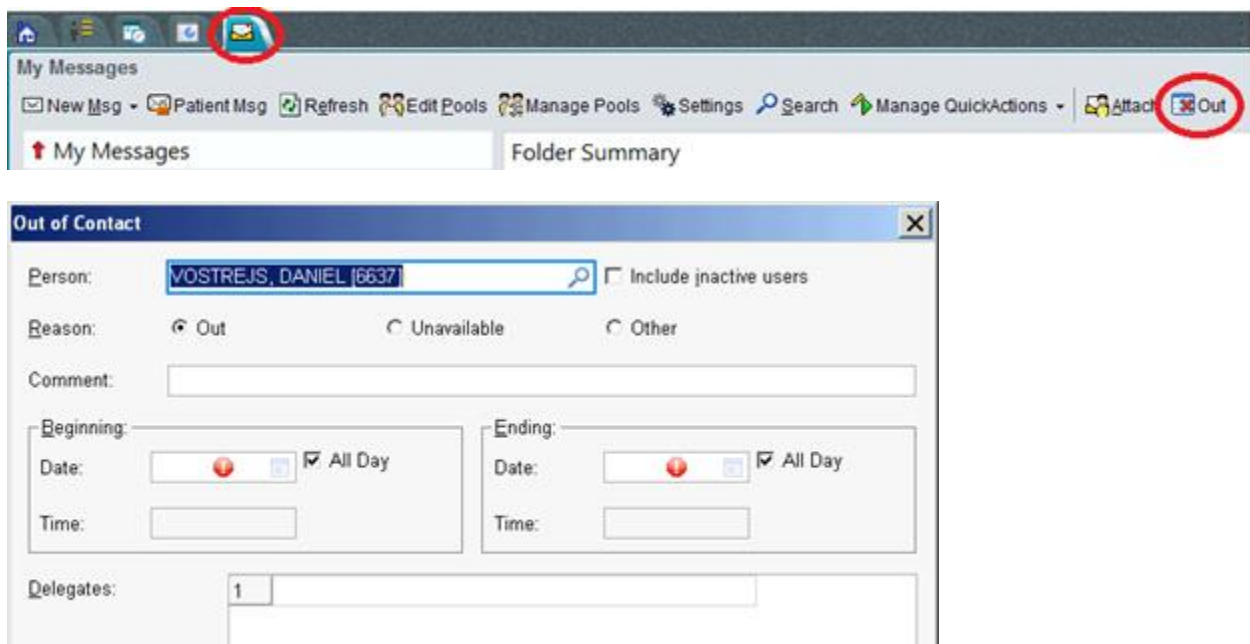 My Messages
New Msg Patient Msg Refresh Edit Pools Manage Pools Settings Search Manage QuickActions Attach Out
My Messages Folder Summary
Out of Contact
Person: VOSTREJS, DANIEL [6637] Include inactive users
Reason: Out Unavailable Other
Comment:
Beginning: Ending:
Date: All Day Date: All Day
Time: Time:
Delegates: 1